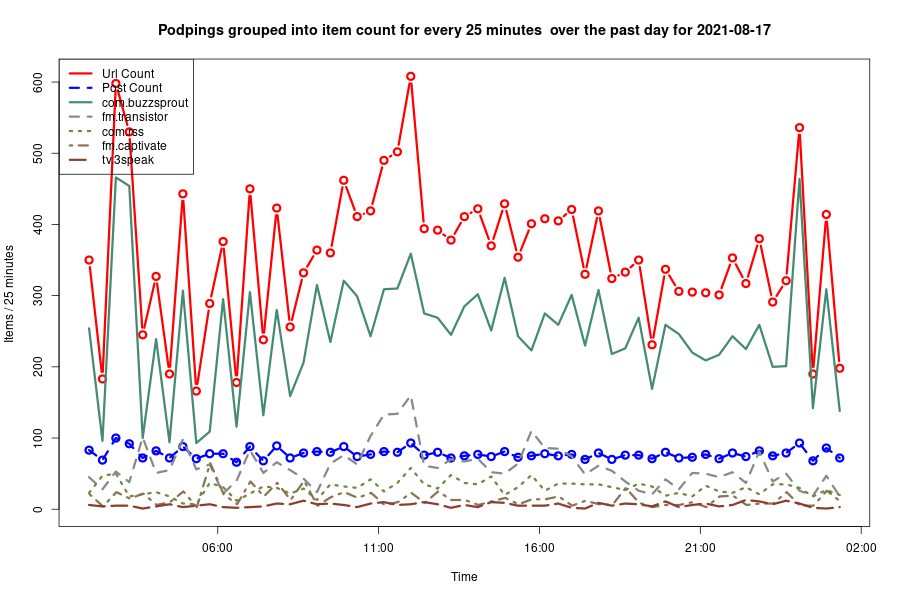 Podpings grouped into item count for every 25 minutes  over the past day for 2021-08-17
Items / 25 minutes
600
500
400
300
200
100
0
Url Count
Post Count
com.buzzsprout
fm.transistor
com.rss
fm.captivate
tv.3speak
06:00
11:00
16:00
21:00
02:00
Time